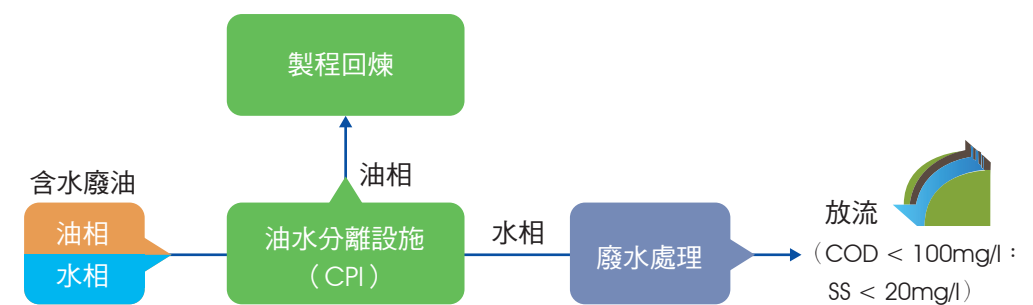 製程回煉
油相
含水廢油
油相
水相
油水分離設施
（CPI）
水相
廢水處理
放流
（COD < 100mg/l：
SS < 20mg/l）